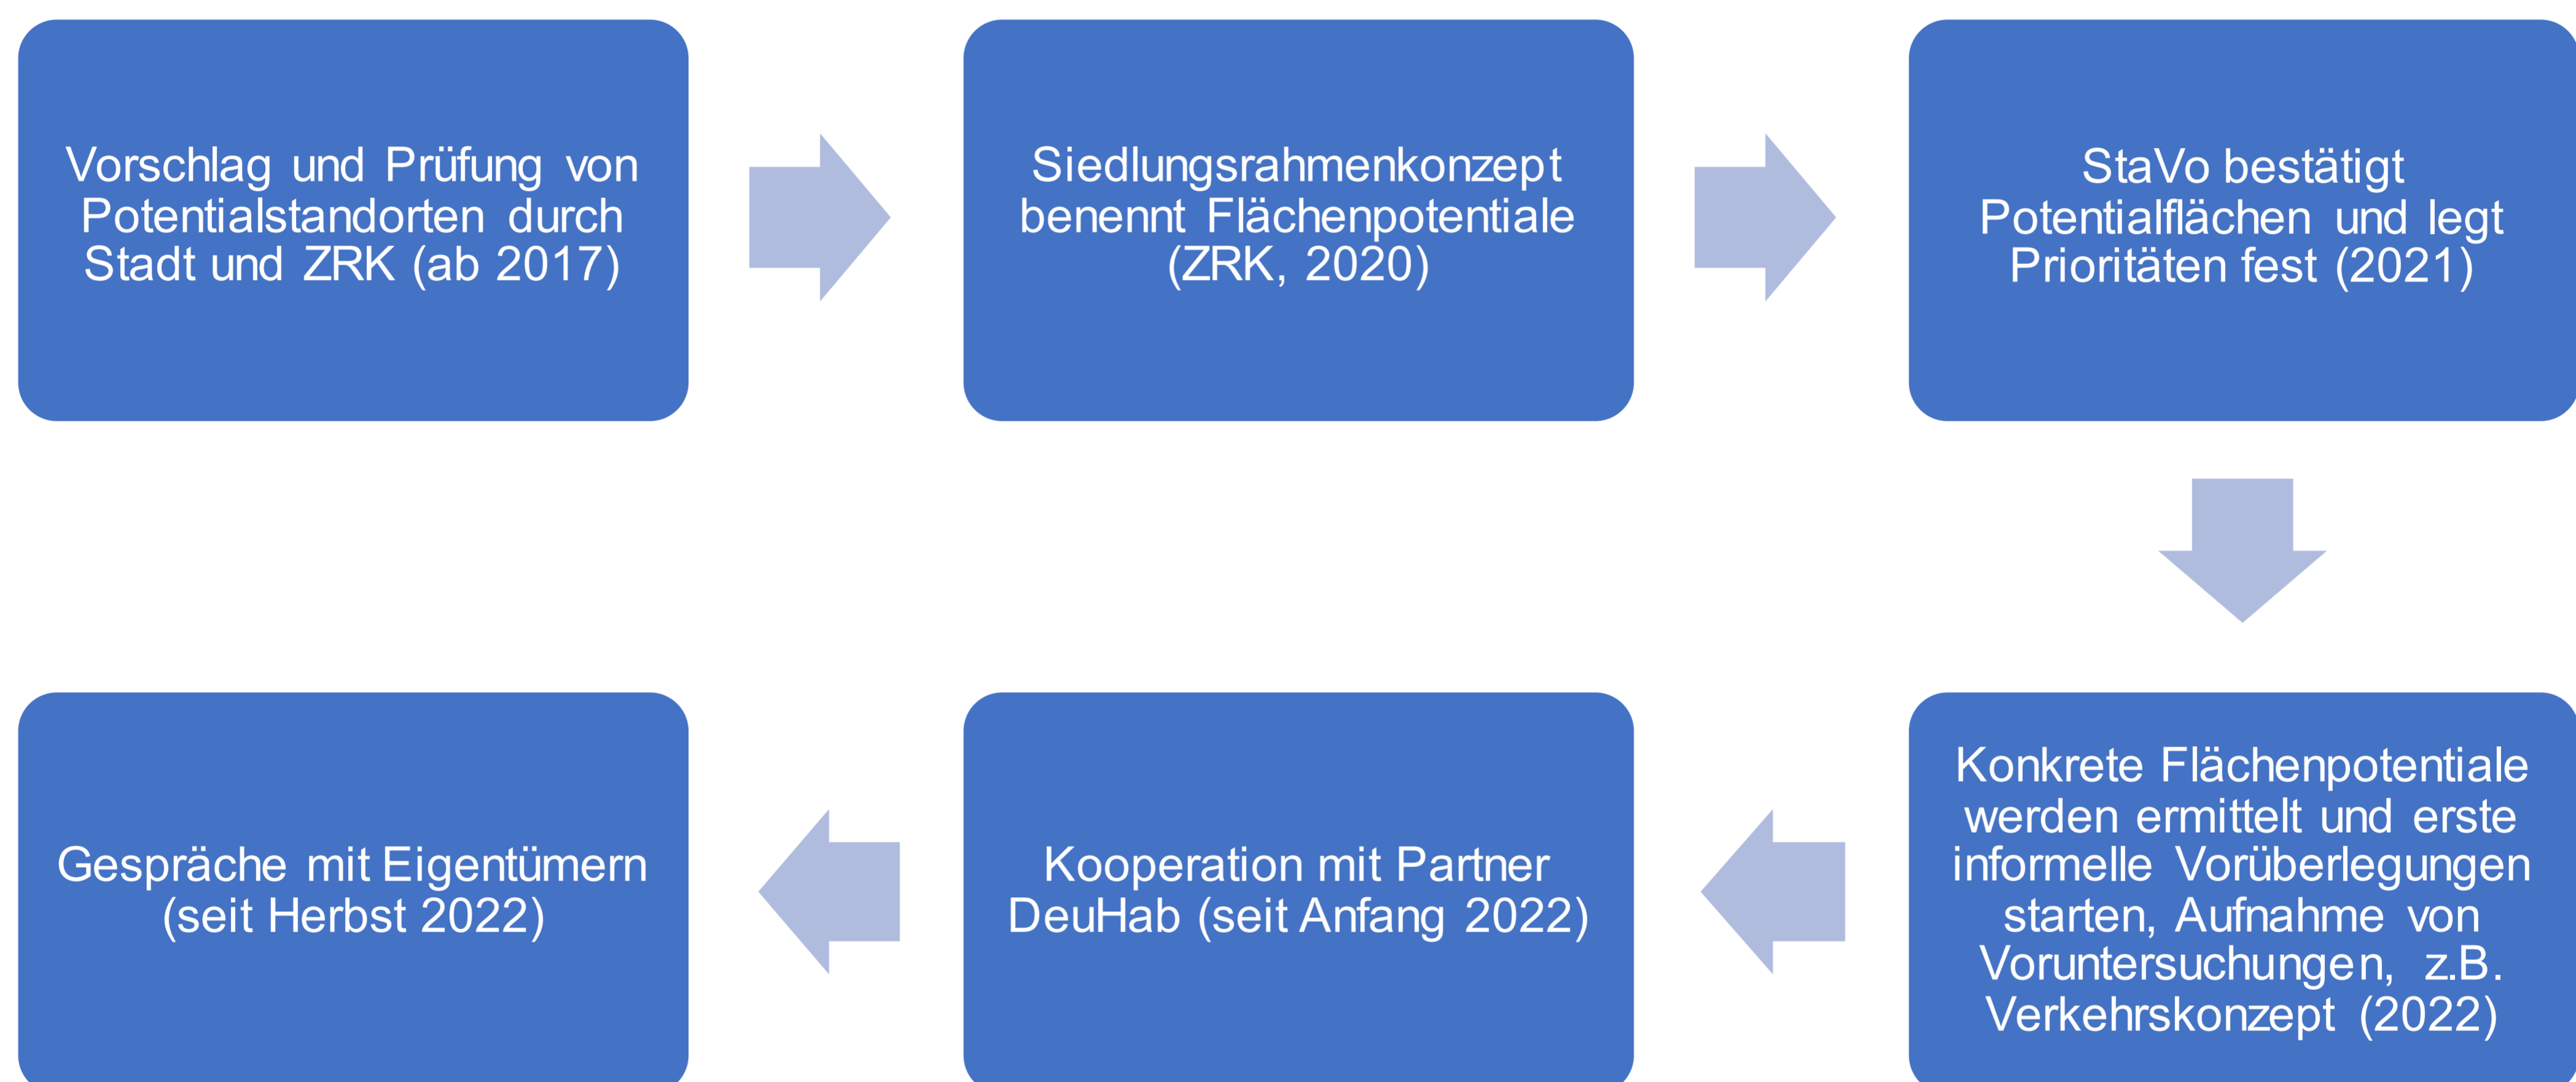 Vorschlag und Prüfung von
Potentialstandorten durch
Stadt und ZRK (ab 2017)
Siedlungsrahmenkonzept
benennt Flächenpotentiale
(ZRK, 2020)
StaVo bestätigt
Potentialflächen und legt
Prioritäten fest (2021)
Konkrete Flächenpotentiale
werden ermittelt und erste
informelle Vorüberlegungen
starten, Aufnahme von
Voruntersuchungen, z.B.
Verkehrskonzept (2022)
Kooperation mit Partner
DeuHab (seit Anfang 2022)
Gespräche mit Eigentümern
(seit Herbst 2022)